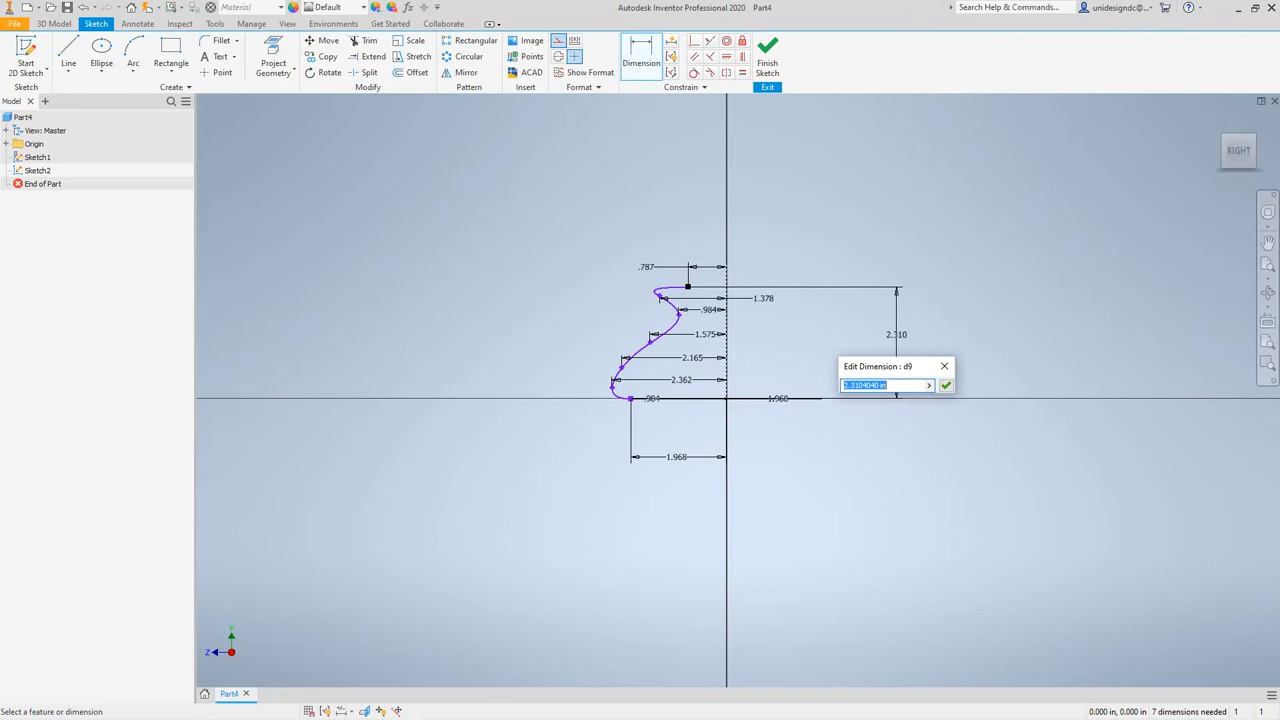 Material
Default
Autodesk Inventor Professional 2020 Part4
Search Help & Commands...
unidesigndc@...
File 3D Model Sketch Annotate Inspect Tools Manage View Environments Get Started Collaborate
Start 2D Sketch
Line
Ellipse
Arc
Rectangle
Fillet
Text
Point
Project Geometry
Move
Copy
Rotate
Trim
Extend
Split
Scale
Stretch
Offset
Rectangular
Circular
Mirror
Image
Points
ACAD
Show Format
Dimension
Finish Sketch
Sketch Create Modify Pattern Insert Format Constrain Exit
Model
Part4
View: Master
Origin
Sketch1
Sketch2
End of Part
RIGHT
.787
1.378
.984
1.575
2.310
2.165
2.362
.984
1.968
1.968
Edit Dimension : d9
2.3104040 in
Y
Z
Part4
Select a feature or dimension
0.000 in, 0.000 in 7 dimensions needed 1 1